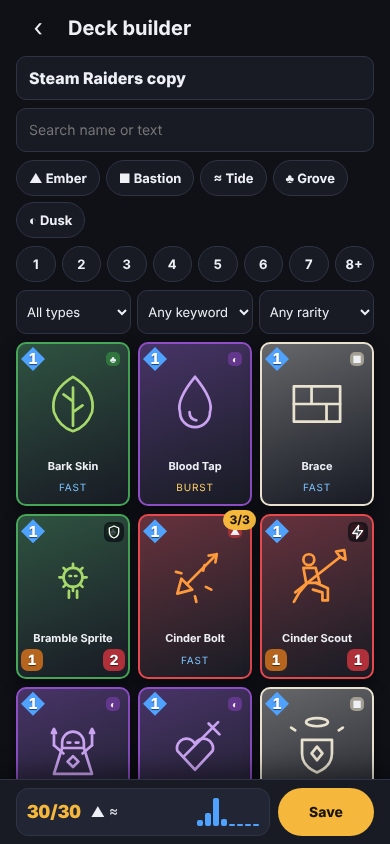 Deck builder
Steam Raiders copy
Search name or text
Ember Bastion Tide Grove
Dusk
1 2 3 4 5 6 7 8+
All types Any keyword Any rarity
1 1 1
Bark Skin Blood Tap Brace
FAST BURST FAST
3/3
1 1 1
Bramble Sprite Cinder Bolt Cinder Scout
1 2 FAST 1 1
1 1 1
30/30 Save